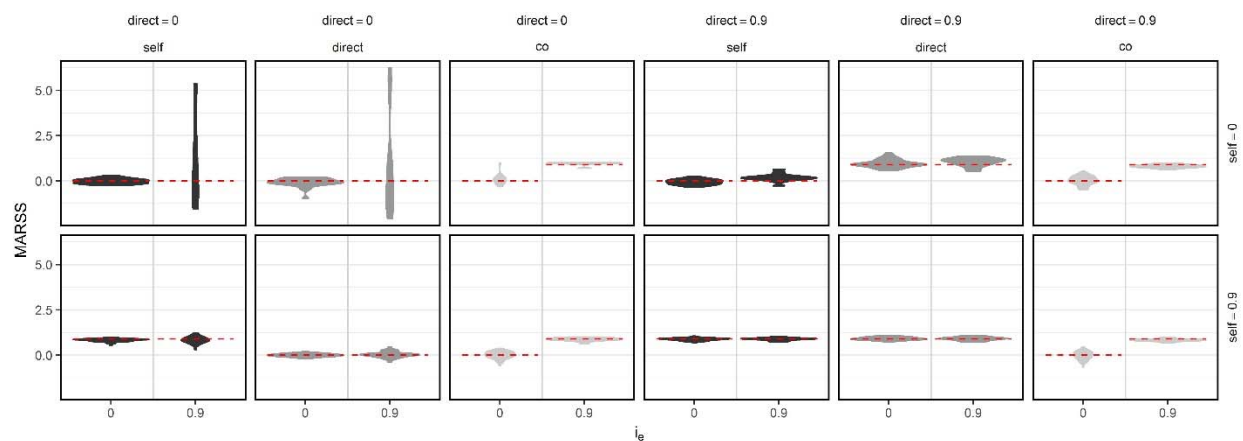 direct = 0 direct = 0 direct = 0 direct = 0.9 direct = 0.9 direct = 0.9
self direct co self direct co
5.0
2.5
0.0
self = 0
MARSS
5.0
2.5
0.0
self = 0.9
0 0.9 0 0.9 0 0.9 0 0.9 0 0.9 0 0.9
i_e